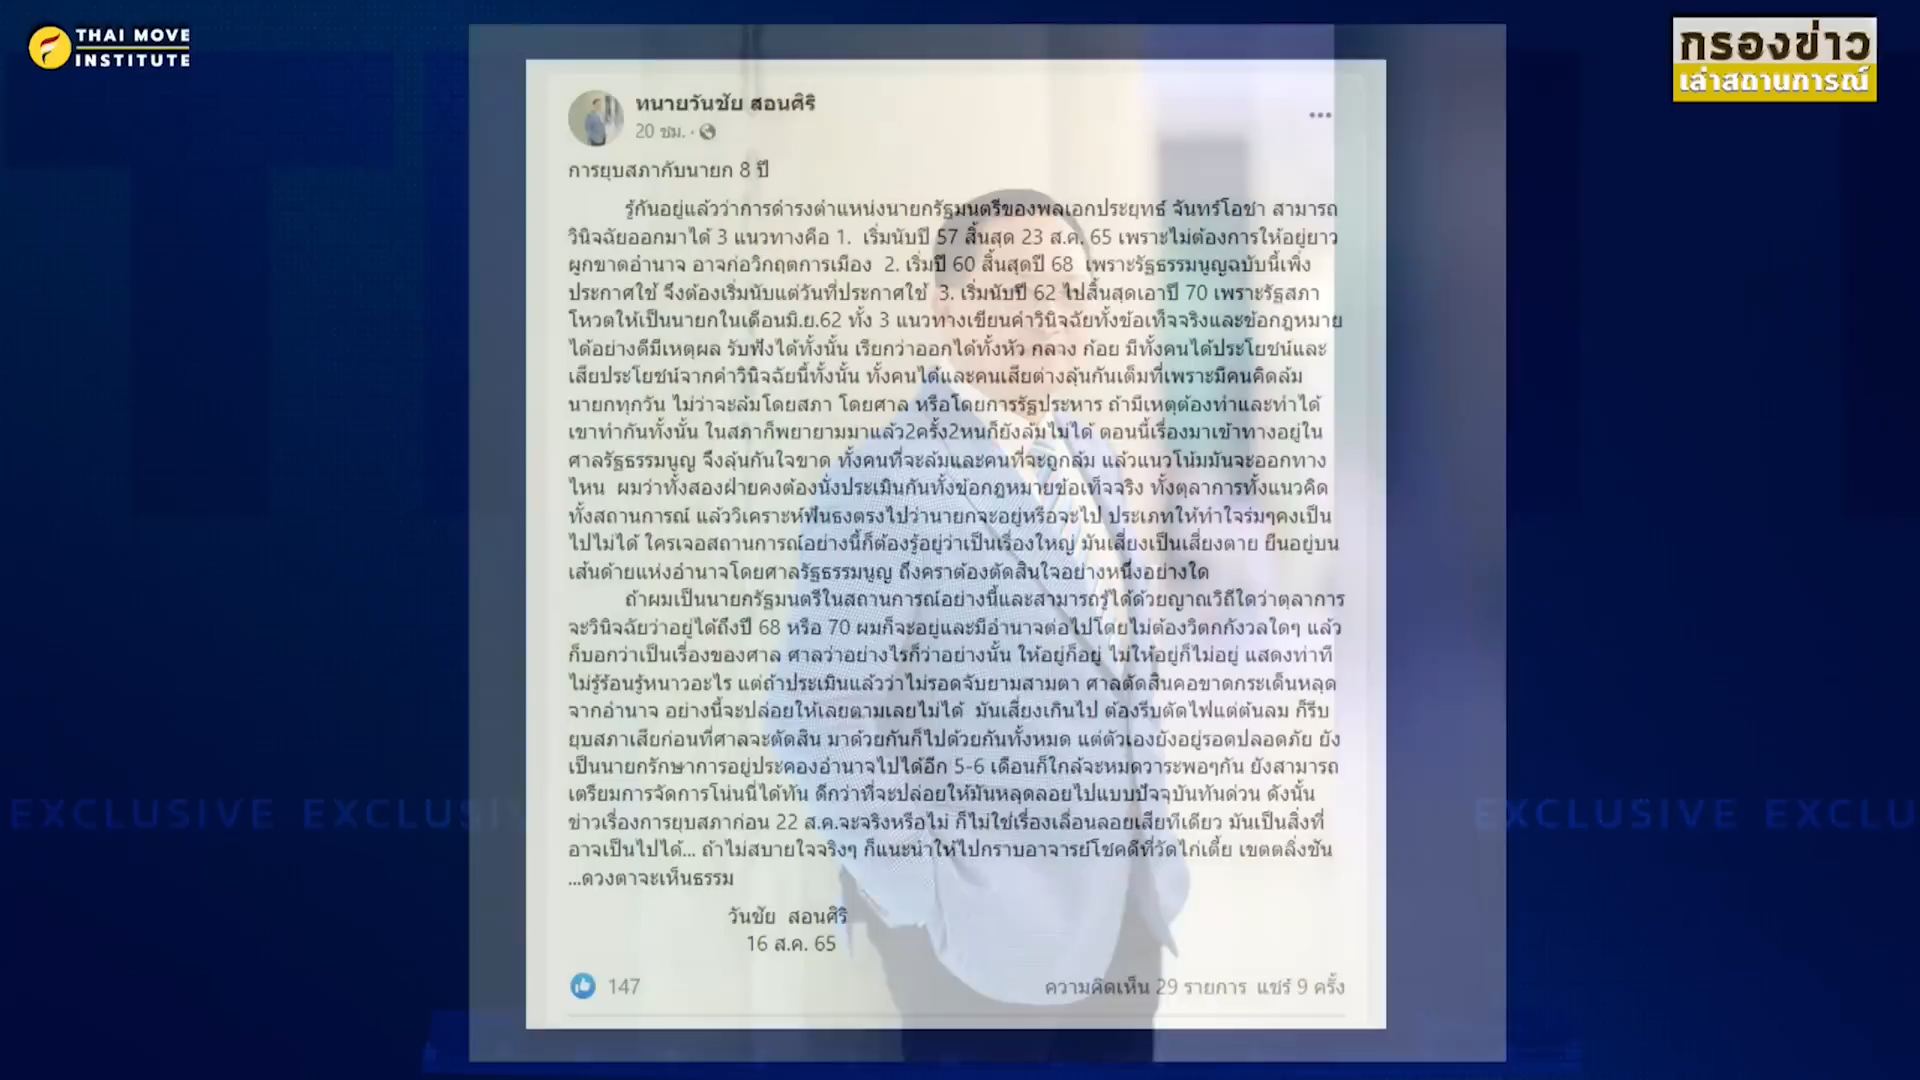 THAI MOVE
INSTITUTE
กรองข่าว
เล่าสถานการณ์
ทนายวันชัย สอนศิริ
20 ชม. ·
การยุบสภากับนายก 8 ปี
รู้กันอยู่แล้วว่าการดำรงตำแหน่งนายกรัฐมนตรีของพลเอกประยุทธ์ จันทร์โอชา สามารถ
วินิจฉัยออกมาได้ 3 แนวทางคือ 1. เริ่มนับปี 57 สิ้นสุด 23 ส.ค. 65 เพราะไม่ต้องการให้อยู่ยาว
ผูกขาดอำนาจ อาจก่อวิกฤตการเมือง 2. เริ่มปี 60 สิ้นสุดปี 68 เพราะรัฐธรรมนูญฉบับนี้เพิ่ง
ประกาศใช้ จึงต้องเริ่มนับแต่วันที่ประกาศใช้ 3. เริ่มนับปี 62 ไปสิ้นสุดเอาปี 70 เพราะรัฐสภา
โหวตให้เป็นนายกในเดือนมิ.ย.62 ทั้ง 3 แนวทางเขียนคำวินิจฉัยทั้งข้อเท็จจริงและข้อกฎหมาย
ได้อย่างดีมีเหตุผล รับฟังได้ทั้งนั้น เรียกว่าออกได้ทั้งหัว กลาง ก้อย มีทั้งคนได้ประโยชน์และ
เสียประโยชน์จากคำวินิจฉัยนี้ทั้งนั้น ทั้งคนได้และคนเสียต่างลุ้นกันเต็มที่เพราะมีคนคิดล้ม
นายกทุกวัน ไม่ว่าจะล้มโดยสภา โดยศาล หรือโดยการรัฐประหาร ถ้ามีเหตุต้องทำและทำได้
เขาทำกันทั้งนั้น ในสภาก็พยายามมาแล้ว2ครั้ง2หนก็ยังล้มไม่ได้ ตอนนี้เรื่องมาเข้าทางอยู่ใน
ศาลรัฐธรรมนูญ จึงลุ้นกันใจขาด ทั้งคนที่จะล้มและคนที่จะถูกล้ม แล้วแนวโน้มมันจะออกทาง
ไหน ผมว่าทั้งสองฝ่ายคงต้องนั่งประเมินกันทั้งข้อกฎหมายข้อเท็จจริง ทั้งตุลาการทั้งแนวคิด
ทั้งสถานการณ์ แล้ววิเคราะห์ฟันธงตรงไปว่านายกจะอยู่หรือจะไป ประเภทให้ทำใจร่มๆคงเป็น
ไปไม่ได้ ใครเจอสถานการณ์อย่างนี้ก็ต้องรู้อยู่ว่าเป็นเรื่องใหญ่ มันเสี่ยงเป็นเสี่ยงตาย ยืนอยู่บน
เส้นด้ายแห่งอำนาจโดยศาลรัฐธรรมนูญ ถึงคราต้องตัดสินใจอย่างหนึ่งอย่างใด
ถ้าผมเป็นนายกรัฐมนตรีในสถานการณ์อย่างนี้และสามารถรู้ได้ด้วยญาณวิถีใดว่าตุลาการ
จะวินิจฉัยว่าอยู่ได้ถึงปี 68 หรือ 70 ผมก็จะอยู่และมีอำนาจต่อไปโดยไม่ต้องวิตกกังวลใดๆ แล้ว
ก็บอกว่าเป็นเรื่องของศาล ศาลว่าอย่างไรก็ว่าอย่างนั้น ให้อยู่ก็อยู่ ไม่ให้อยู่ก็ไม่อยู่ แสดงท่าที
ไม่รู้ร้อนรู้หนาวอะไร แต่ถ้าประเมินแล้วว่าไม่รอดจับยามสามตา ศาลตัดสินคอขาดกระเด็นหลุด
จากอำนาจ อย่างนี้จะปล่อยให้เลยตามเลยไม่ได้ มันเสี่ยงเกินไป ต้องรีบตัดไฟแต่ต้นลม ก็รีบ
ยุบสภาเสียก่อนที่ศาลจะตัดสิน มาด้วยกันก็ไปด้วยกันทั้งหมด แต่ตัวเองยังอยู่รอดปลอดภัย ยัง
เป็นนายกรักษาการอยู่ประคองอำนาจไปได้อีก 5-6 เดือนก็ใกล้จะหมดวาระพอๆกัน ยังสามารถ
เตรียมการจัดการโน่นนี่ได้ทัน ดีกว่าที่จะปล่อยให้มันหลุดลอยไปแบบปัจจุบันทันด่วน ดังนั้น
ข่าวเรื่องการยุบสภาก่อน 22 ส.ค.จะจริงหรือไม่ ก็ไม่ใช่เรื่องเลื่อนลอยเสียทีเดียว มันเป็นสิ่งที่
อาจเป็นไปได้... ถ้าไม่สบายใจจริงๆ ก็แนะนำให้ไปกราบอาจารย์โชคดีที่วัดไก่เตี้ย เขตตลิ่งชัน
...ดวงตาจะเห็นธรรม
วันชัย สอนศิริ
16 ส.ค. 65
147
ความคิดเห็น 29 รายการ แชร์ 9 ครั้ง
EXCLUSIVE EXCLUSIV
EXCLUSIVE EXCLU